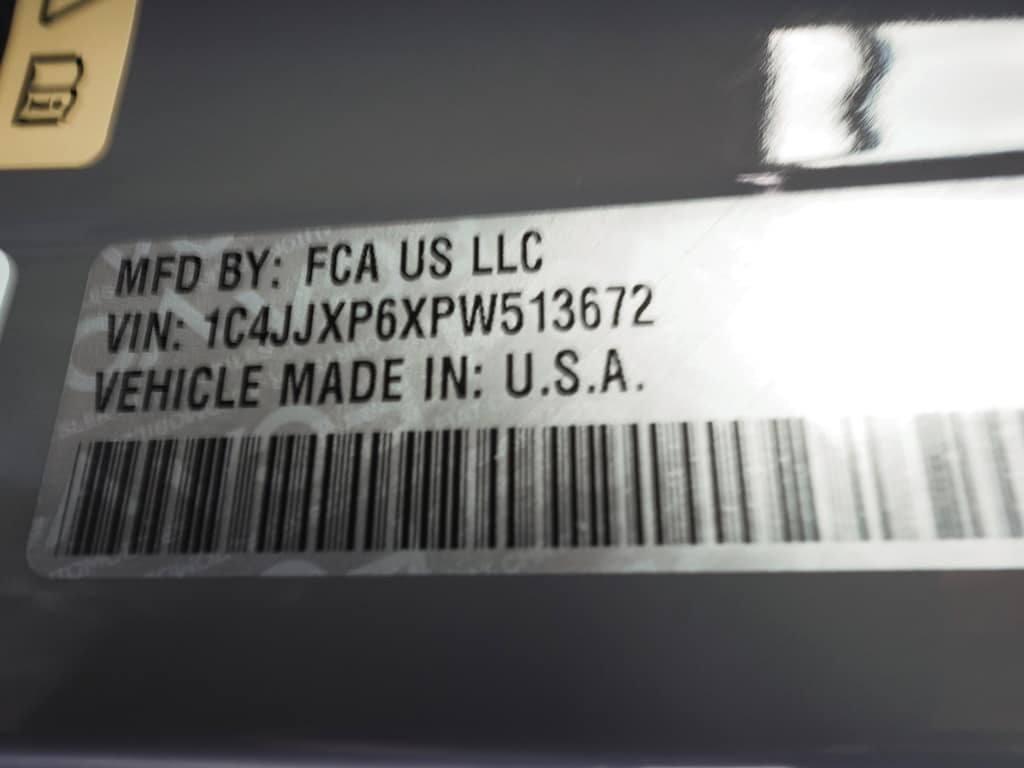 MFD BY: FCA US LLC
VIN: 1C4JJXP6XPW513672
VEHICLE MADE IN: U.S.A.